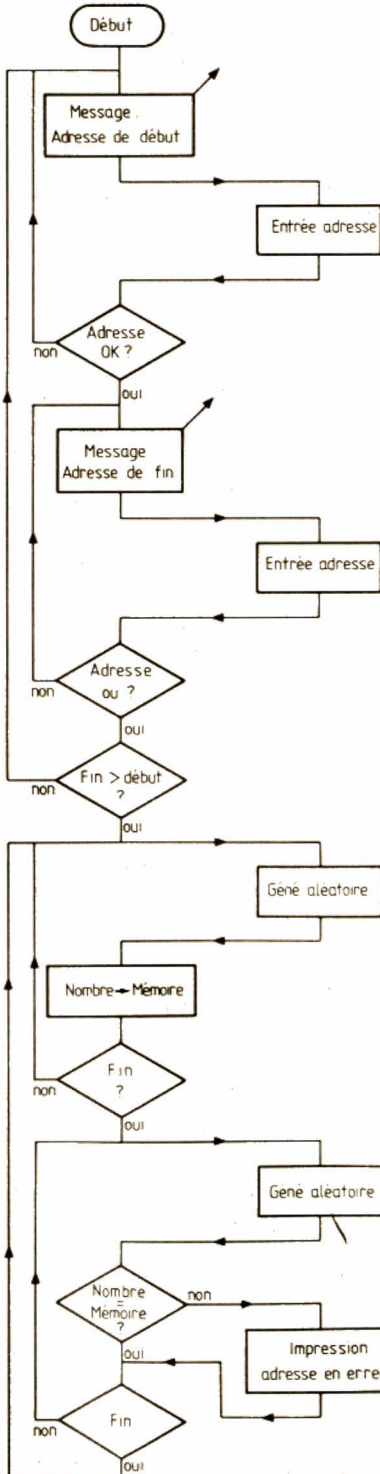 Début
Message.
Adresse de début
Entrée adresse
Adresse
OK ?
non
oui
Message
Adresse de fin
Entrée adresse
Adresse
ou ?
non
oui
Fin > début
?
non
oui
Géné aléatoire
Nombre → Mémoire
Fin
?
non
oui
Géné aléatoire
Nombre
=
Mémoire
?
non
oui
Impression
adresse en erre
Fin
non
oui